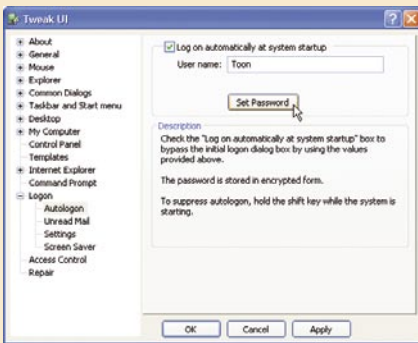 Tweak UI
About
General
Mouse
Explorer
Common Dialogs
Taskbar and Start menu
Desktop
My Computer
Control Panel
Templates
Internet Explorer
Command Prompt
Logon
Autologon
Unread Mail
Settings
Screen Saver
Access Control
Repair
Log on automatically at system startup
User name: Toon
Set Password
Description
Check the "Log on automatically at system startup" box to
bypass the initial logon dialog box by using the values
provided above.
The password is stored in encrypted form.
To suppress autologon, hold the shift key while the system is
starting.
OK Cancel Apply